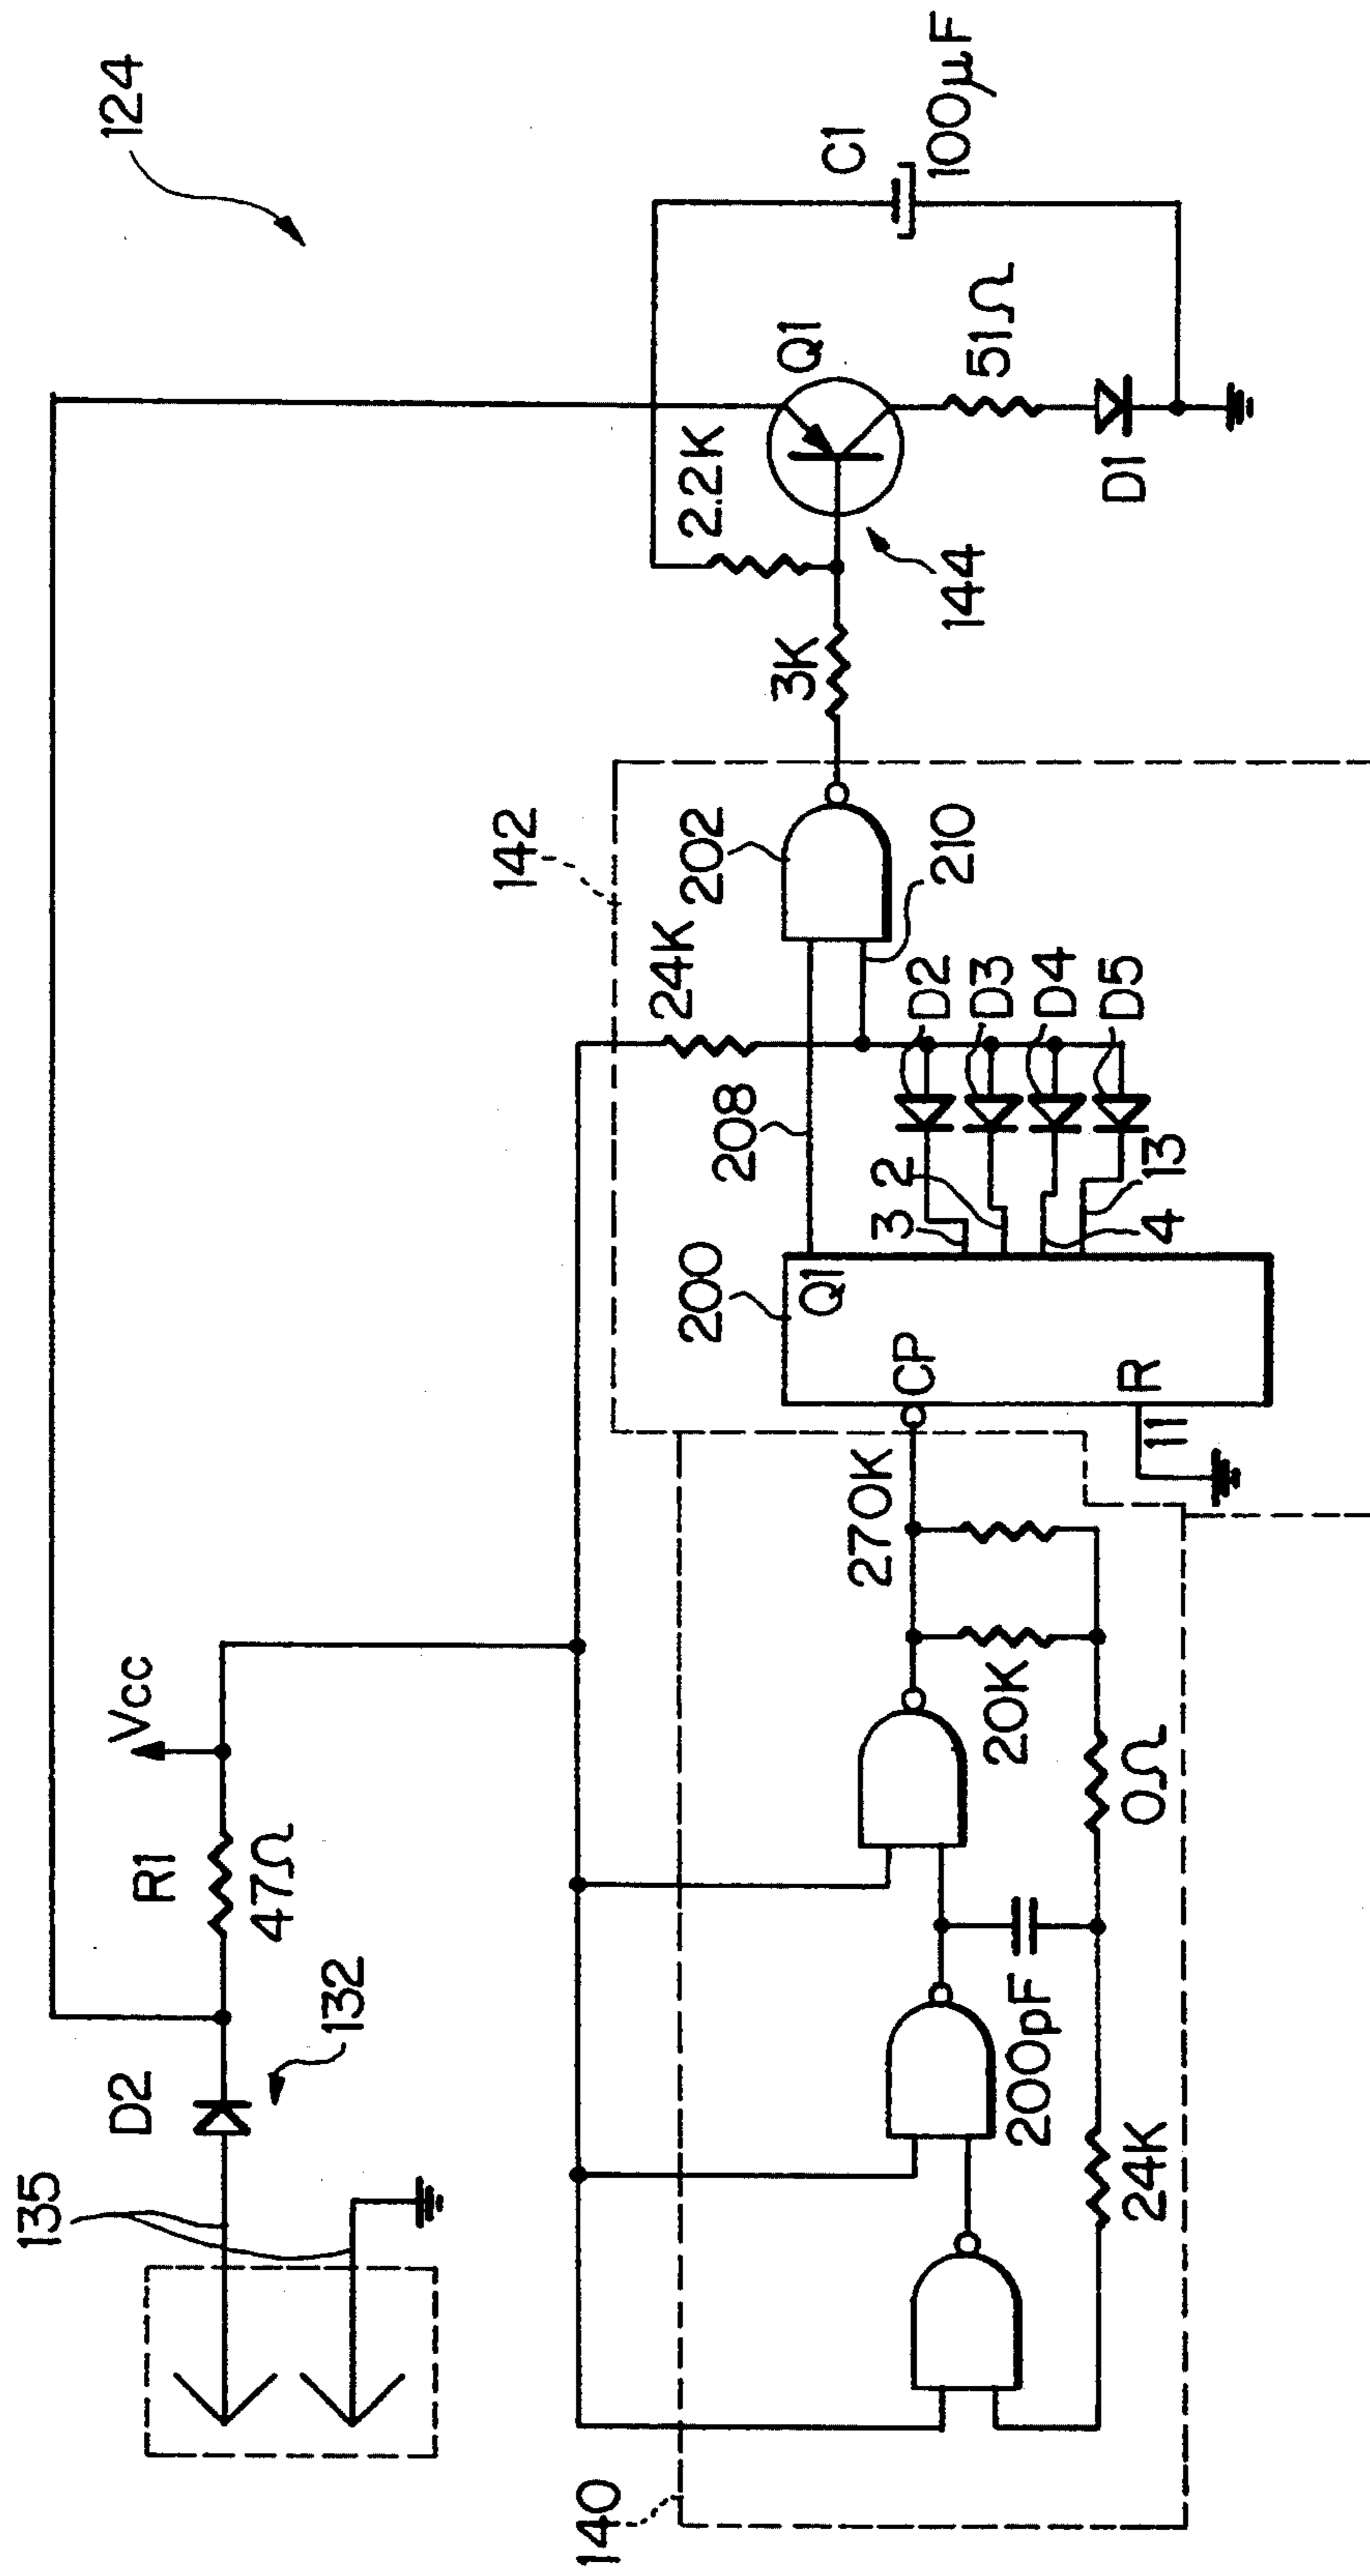 124
135
D2
132
R1
47Ω
Vcc
140
24K
200pF
0Ω
20K
270K
142
200
CP
R
11
Q1
208
24K
202
210
3
2
4
13
D2
D3
D4
D5
3K
2.2K
144
Q1
51Ω
D1
C1
100μF